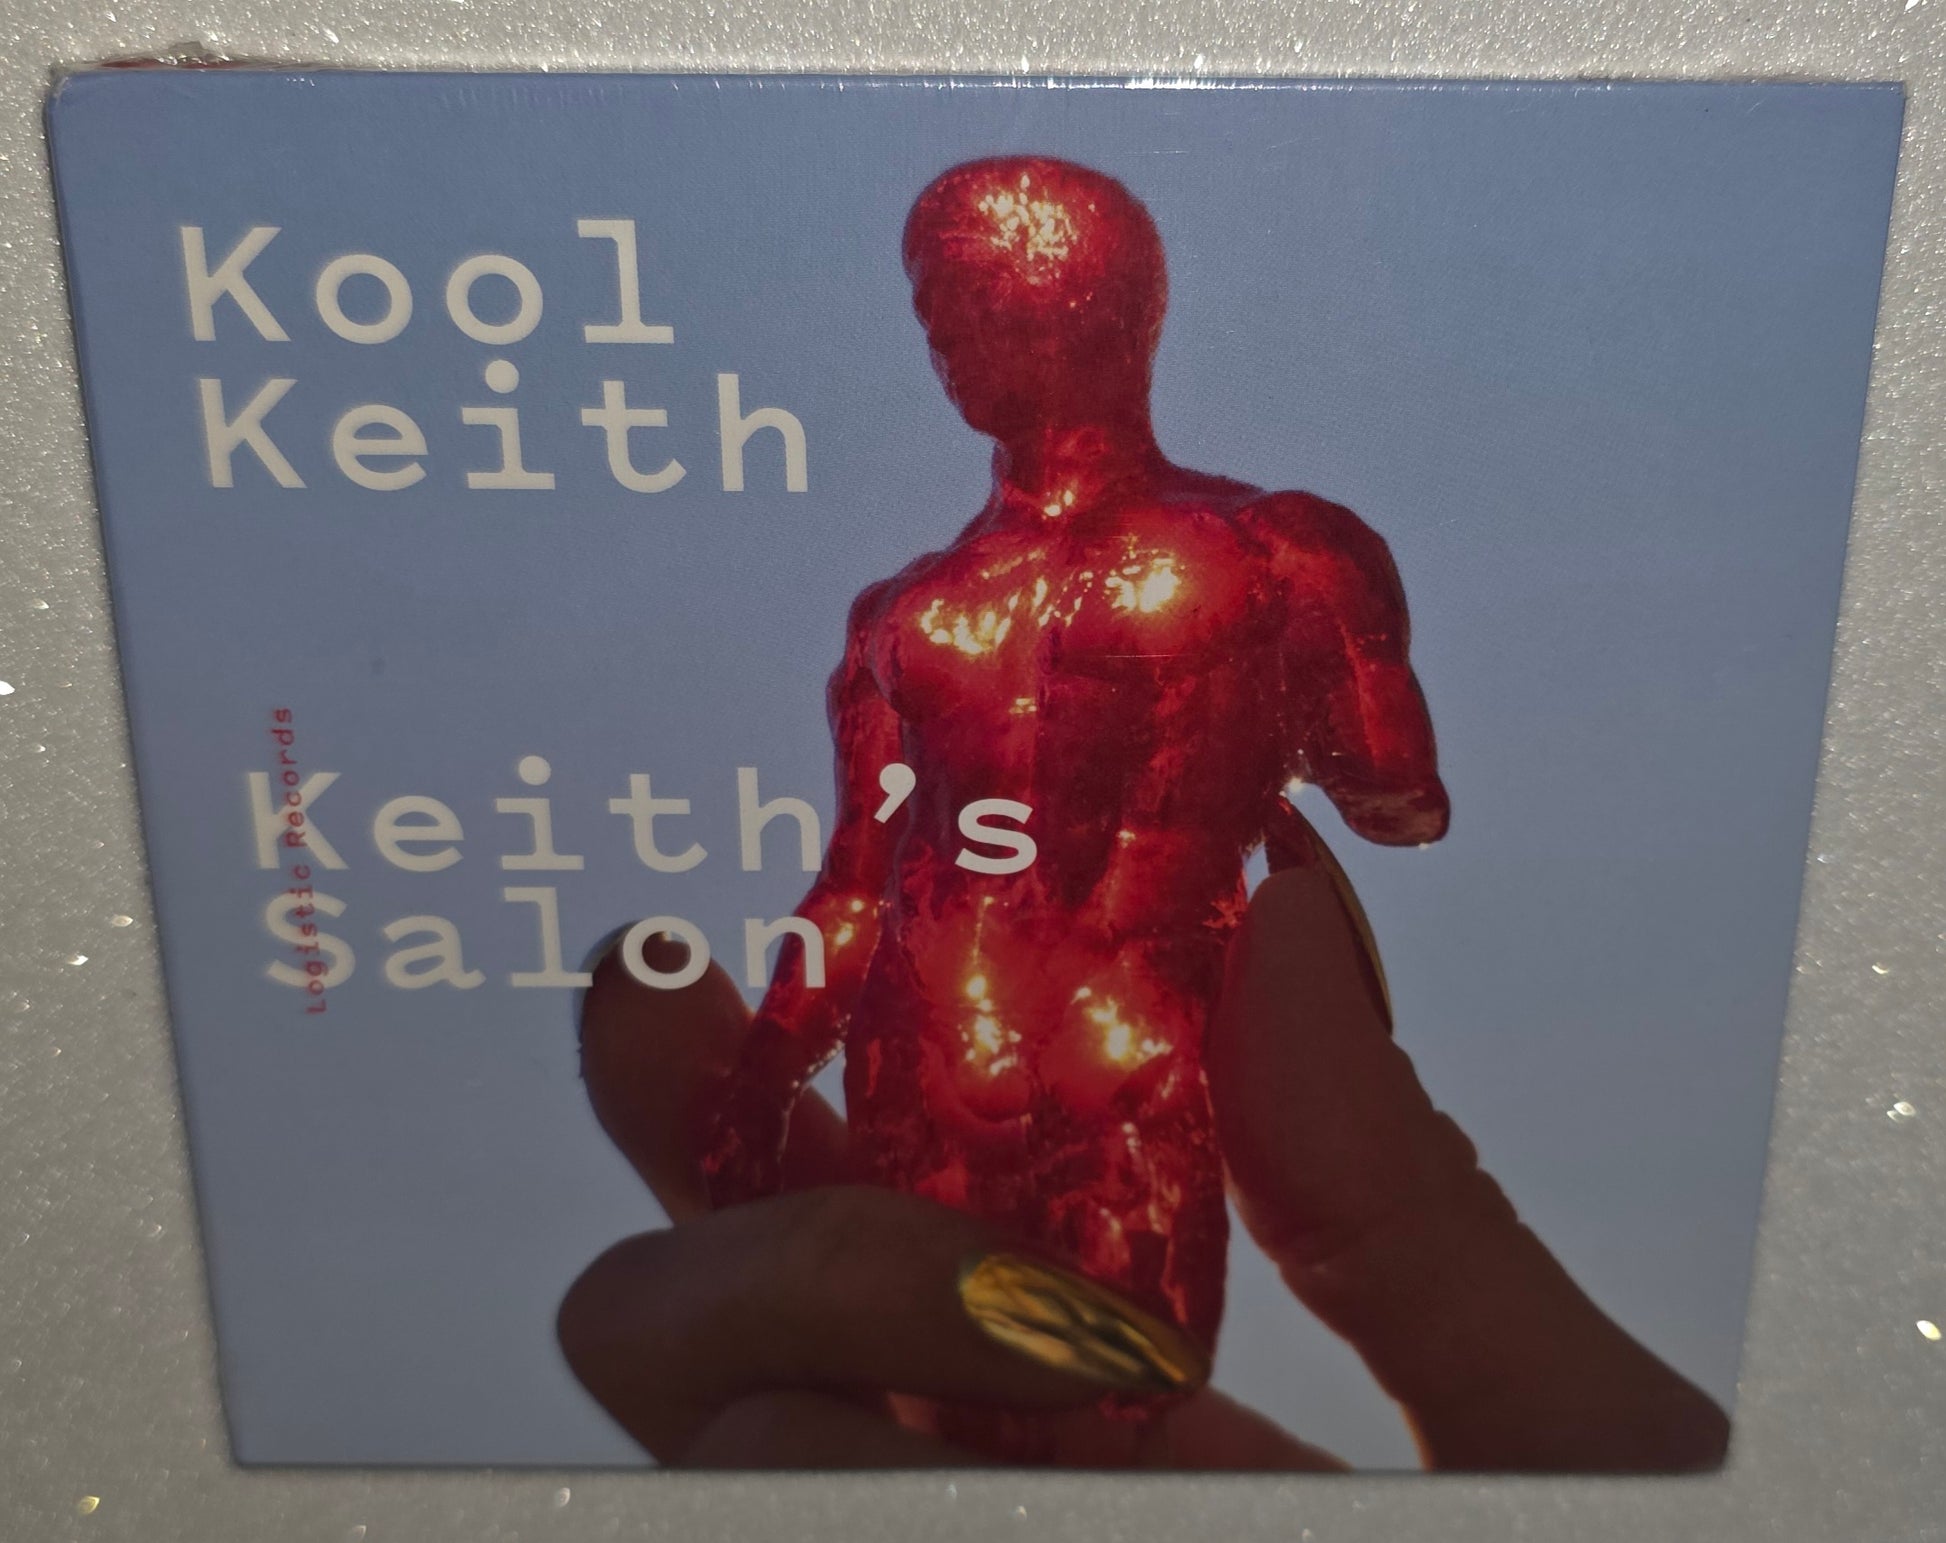 Kool
Keith
Keith's
Salon
Logistic Records